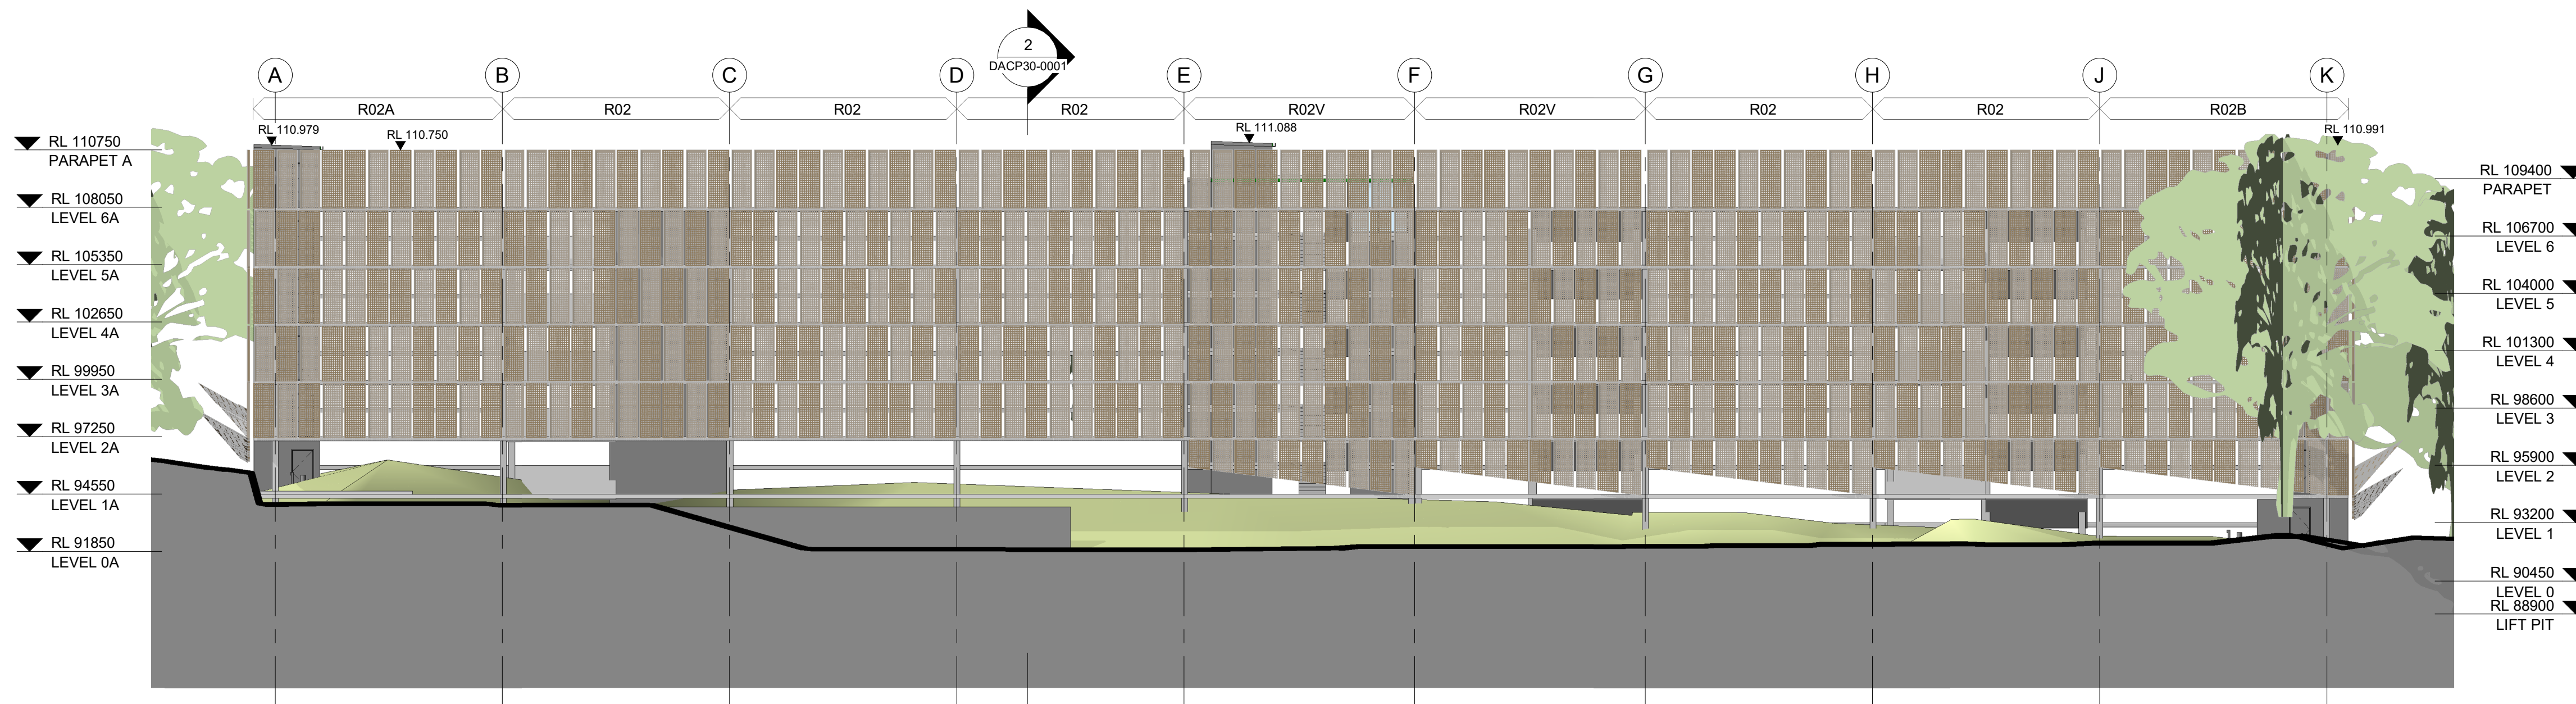 2
DACP30-0001
A B C D E F G H J K
R02A R02 R02 R02 R02V R02V R02 R02 R02B
RL 110.979
RL 110.750
RL 111.088
RL 110.991
RL 110750
PARAPET A
RL 108050
LEVEL 6A
RL 105350
LEVEL 5A
RL 102650
LEVEL 4A
RL 99950
LEVEL 3A
RL 97250
LEVEL 2A
RL 94550
LEVEL 1A
RL 91850
LEVEL 0A
RL 109400
PARAPET
RL 106700
LEVEL 6
RL 104000
LEVEL 5
RL 101300
LEVEL 4
RL 98600
LEVEL 3
RL 95900
LEVEL 2
RL 93200
LEVEL 1
RL 90450
LEVEL 0
RL 88900
LIFT PIT